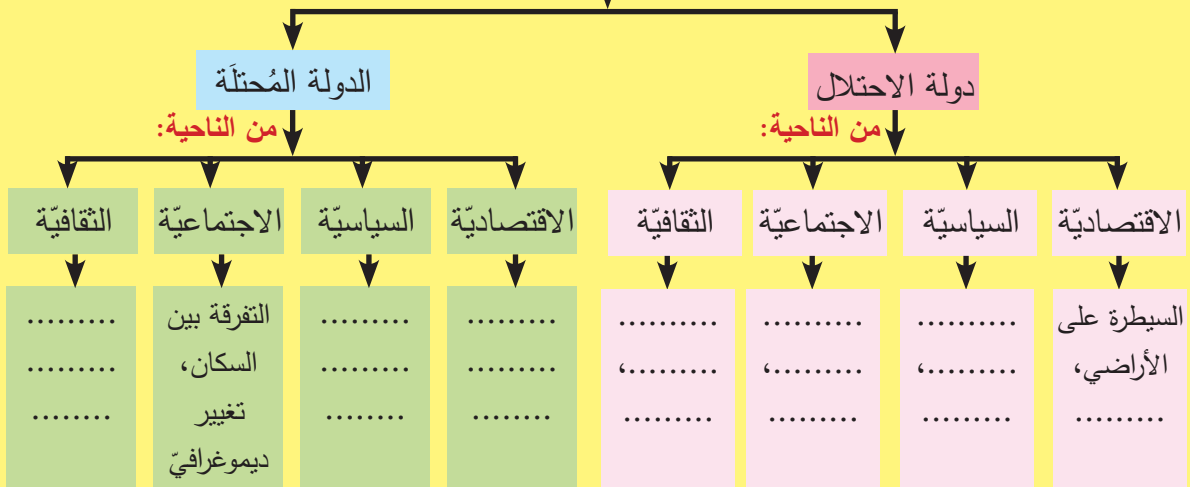 دولة الاحتلال
الدولة المُحتلَة
من الناحية:
من الناحية:
الاقتصاديّة
السياسيّة
الاجتماعيّة
الثقافيّة
الاقتصاديّة
السياسيّة
الاجتماعيّة
الثقافيّة
السيطرة على
الأراضي،
.........
..........
.........،
.........
..........
.........،
.........
..........
.........،
.........
.........
.........
........
.........
.........
........
التفرقة بين
السكان،
تغيير
ديموغرافيّ
.........
.........
........